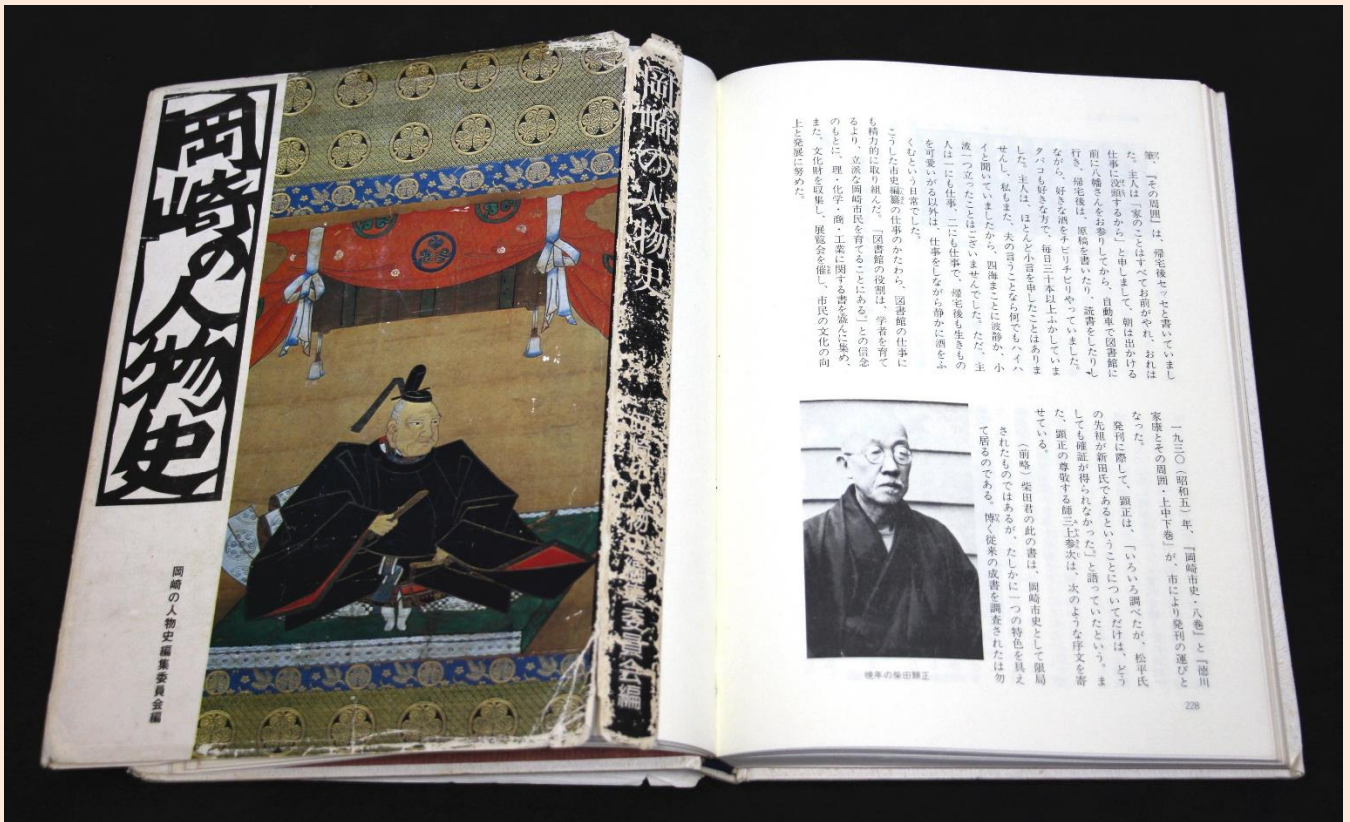 岡崎の人物史
岡崎の人物史編集委員会編
岡崎の人物史
岡崎の人物史編集委員会編
筆、『その周囲』は、帰宅後セッセと書いていまし
た。主人は「家のことはすべてお前がやれ、おれは
仕事に没頭するから」と申しまして、朝は出かける
前に八幡さんをお参りしてから、自動車で図書館に
行き、帰宅後は、原稿を書いたり、読書をしたりし
ながら、好きな酒をチビリチビリやっていました。
タバコも好きな方で、毎日三十本以上ふかしていま
した。主人は、ほとんど小言を申したことはありま
せんし、私もまた、夫の言うことなら何でもハイハ
イと聞いていましたから、四海まことに波静か、小
波一つ立ったことはございませんでした。ただ、主
人は一にも仕事、二にも仕事で、帰宅後も生きもの
を可愛いがる以外は、仕事をしながら静かに酒をふ
くむという日常でした。
こうした市史編纂の仕事のかたわら、図書館の仕事に
も精力的に取り組んだ。「図書館の役割は、学者を育て
るより、立派な岡崎市民を育てることにある」との信念
のもとに、理・化学・商・工業に関する書を盛んに集め、
また、文化財を収集し、展覧会を催し、市民の文化の向
上と発展に努めた。
一九三〇(昭和五)年、『岡崎市史・八巻』と『徳川
家康とその周囲・上中下巻』が、市により発刊の運びと
なった。
発刊に際して、顕正は、「いろいろ調べたが、松平氏
の先祖が新田氏であるということについてだけは、どう
しても確証が得られなかった」と語っていたという。ま
た、顕正の尊敬する師三上参次は、次のような序文を寄
せている。
(前略)柴田君の此の書は、岡崎市史として限局
されたものではあるが、たしかに一つの特色を具え
て居るのである。博く従来の成書を調査されたは勿
晩年の柴田顕正
228